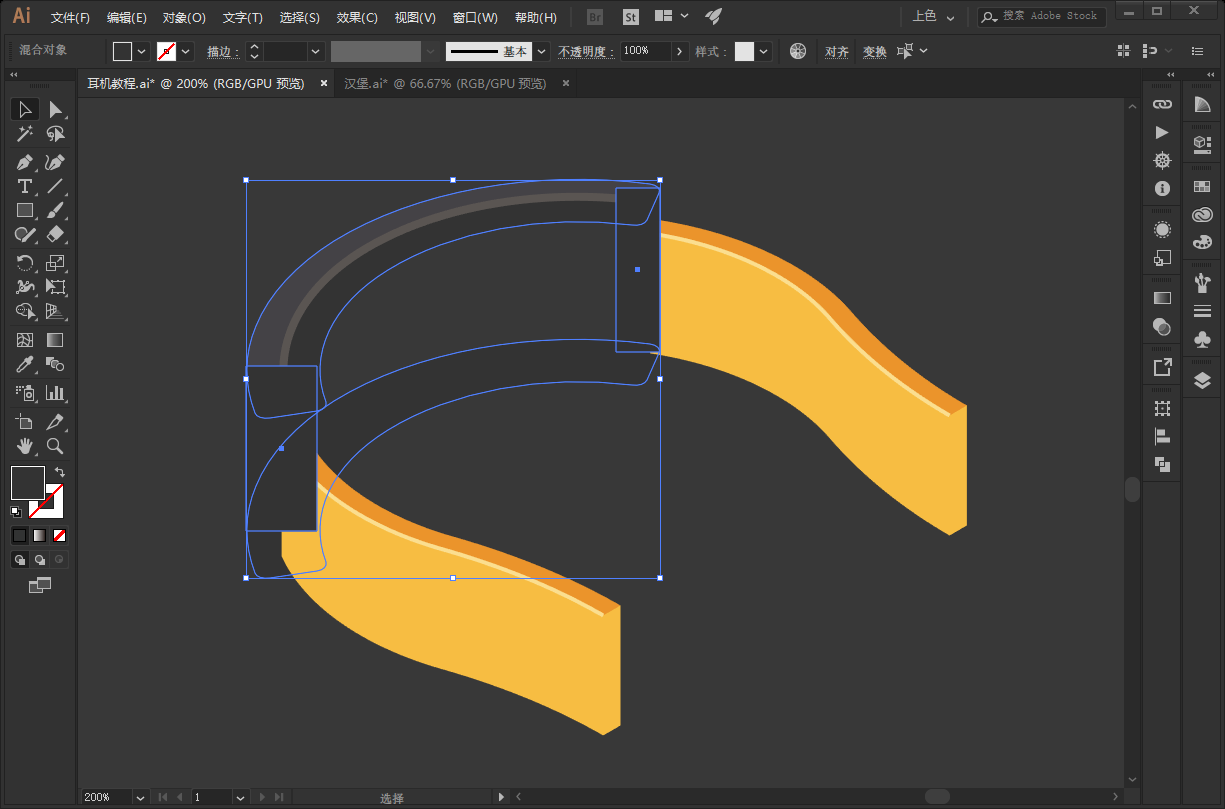 Ai 文件(F) 编辑(E) 对象(O) 文字(T) 选择(S) 效果(C) 视图(V) 窗口(W) 帮助(H) Br St 上色 搜索 Adobe Stock
混合对象 描边: 基本 不透明度: 100% 样式: 对齐 变换
耳机教程.ai* @ 200% (RGB/GPU 预览) × 汉堡.ai* @ 66.67% (RGB/GPU 预览) ×
200% 1 选择